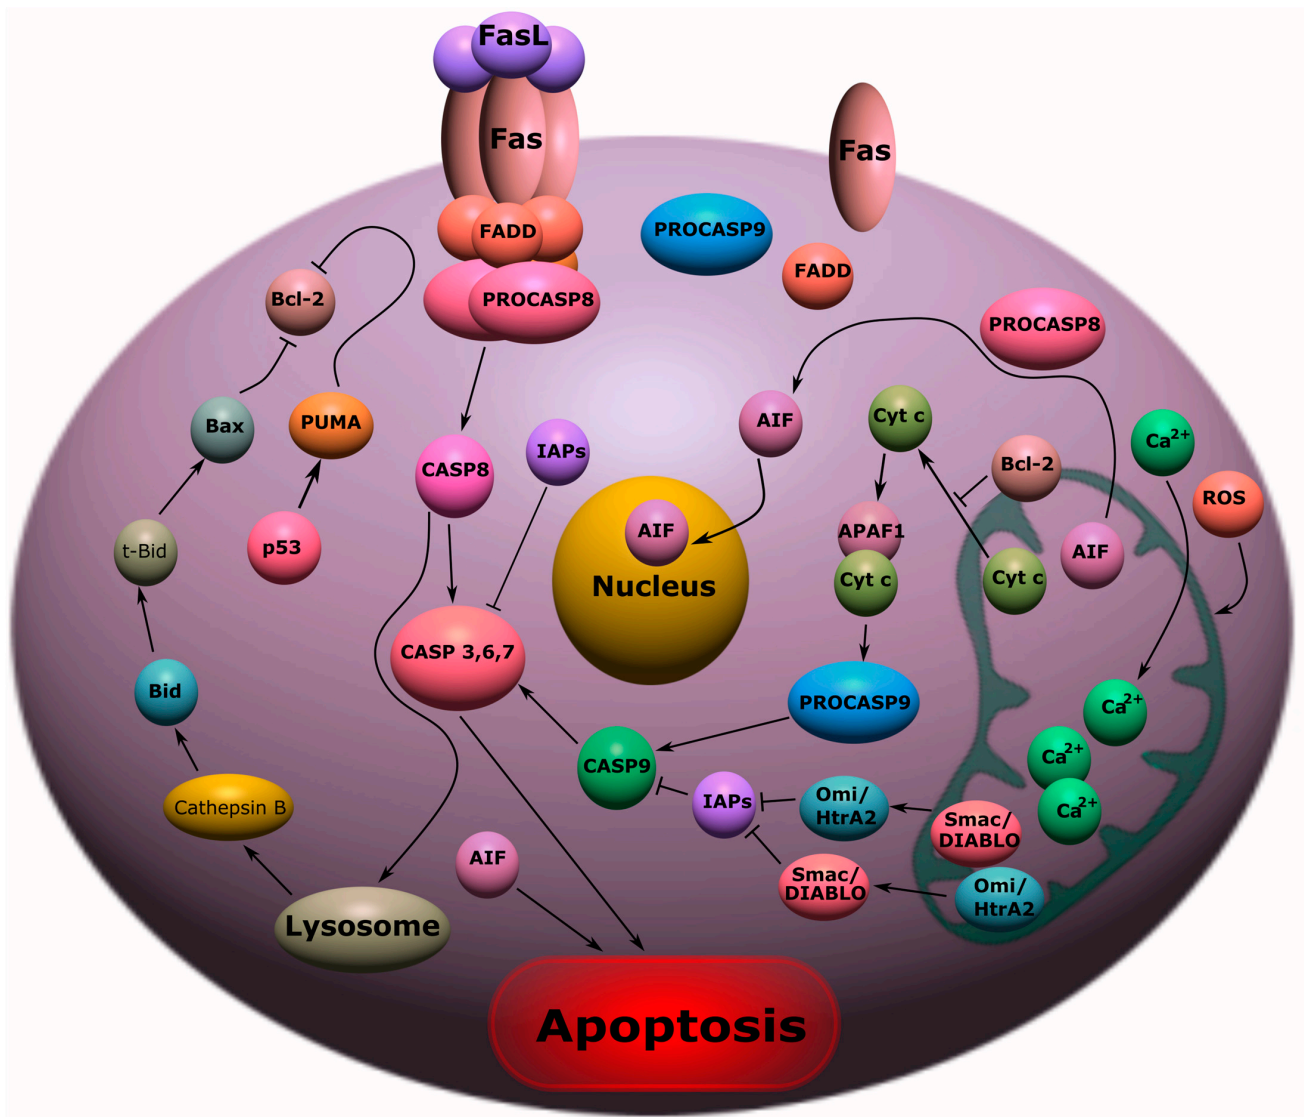 FasL
Fas
Fas
FADD
PROCASP9
FADD
Bcl-2
PROCASP8
PROCASP8
Bax
PUMA
AIF
Cyt c
Ca2+
CASP8
IAPs
Bcl-2
ROS
t-Bid
p53
AIF
APAF1
AIF
Nucleus
Cyt c
Cyt c
CASP 3,6,7
Bid
PROCASP9
Ca2+
CASP9
Ca2+
Cathepsin B
IAPs
Omi/
HtrA2
Smac/
DIABLO
Ca2+
AIF
Smac/
DIABLO
Omi/
HtrA2
Lysosome
Apoptosis